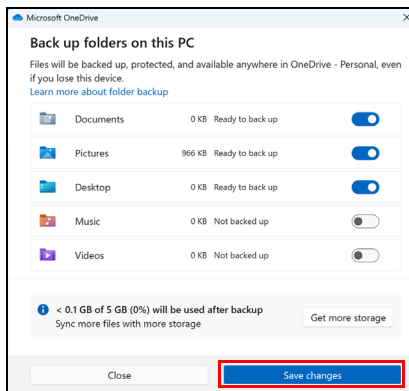 Microsoft OneDrive
Back up folders on this PC
Files will be backed up, protected, and available anywhere in OneDrive - Personal, even
if you lose this device.
Learn more about folder backup
Documents 0 KB Ready to back up
Pictures 966 KB Ready to back up
Desktop 0 KB Ready to back up
Music 0 KB Not backed up
Videos 0 KB Not backed up
< 0.1 GB of 5 GB (0%) will be used after backup
Sync more files with more storage
Get more storage
Close Save changes